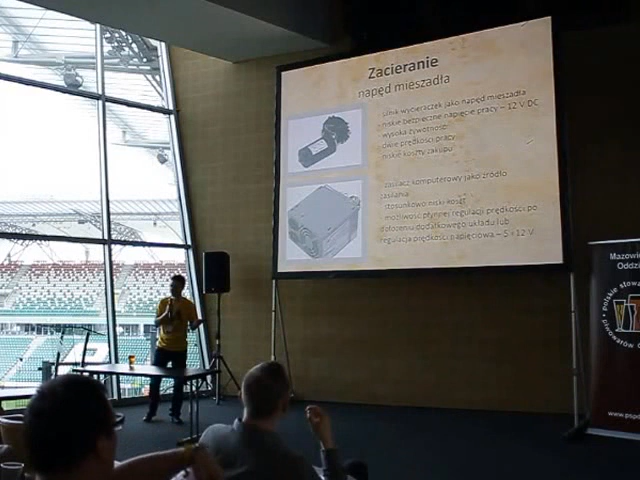 Zacieranie
napęd mieszadła
silnik wycieraczek jako napęd mieszadła
- niskie bezpieczne napięcie pracy ~ 12 V DC
- wysoka żywotność
- dwie prędkości pracy
- niskie koszty zakupu
zasilacz komputerowy jako źródło
zasilania
- stosunkowo niski koszt
- możliwość płynnej regulacji prędkości po
dołożeniu dodatkowego układu lub
regulacja prędkości napięciowa ~ 5 i 12 V
Mazowi
Oddzi
polskie stowa
piwowarów
www.pspd